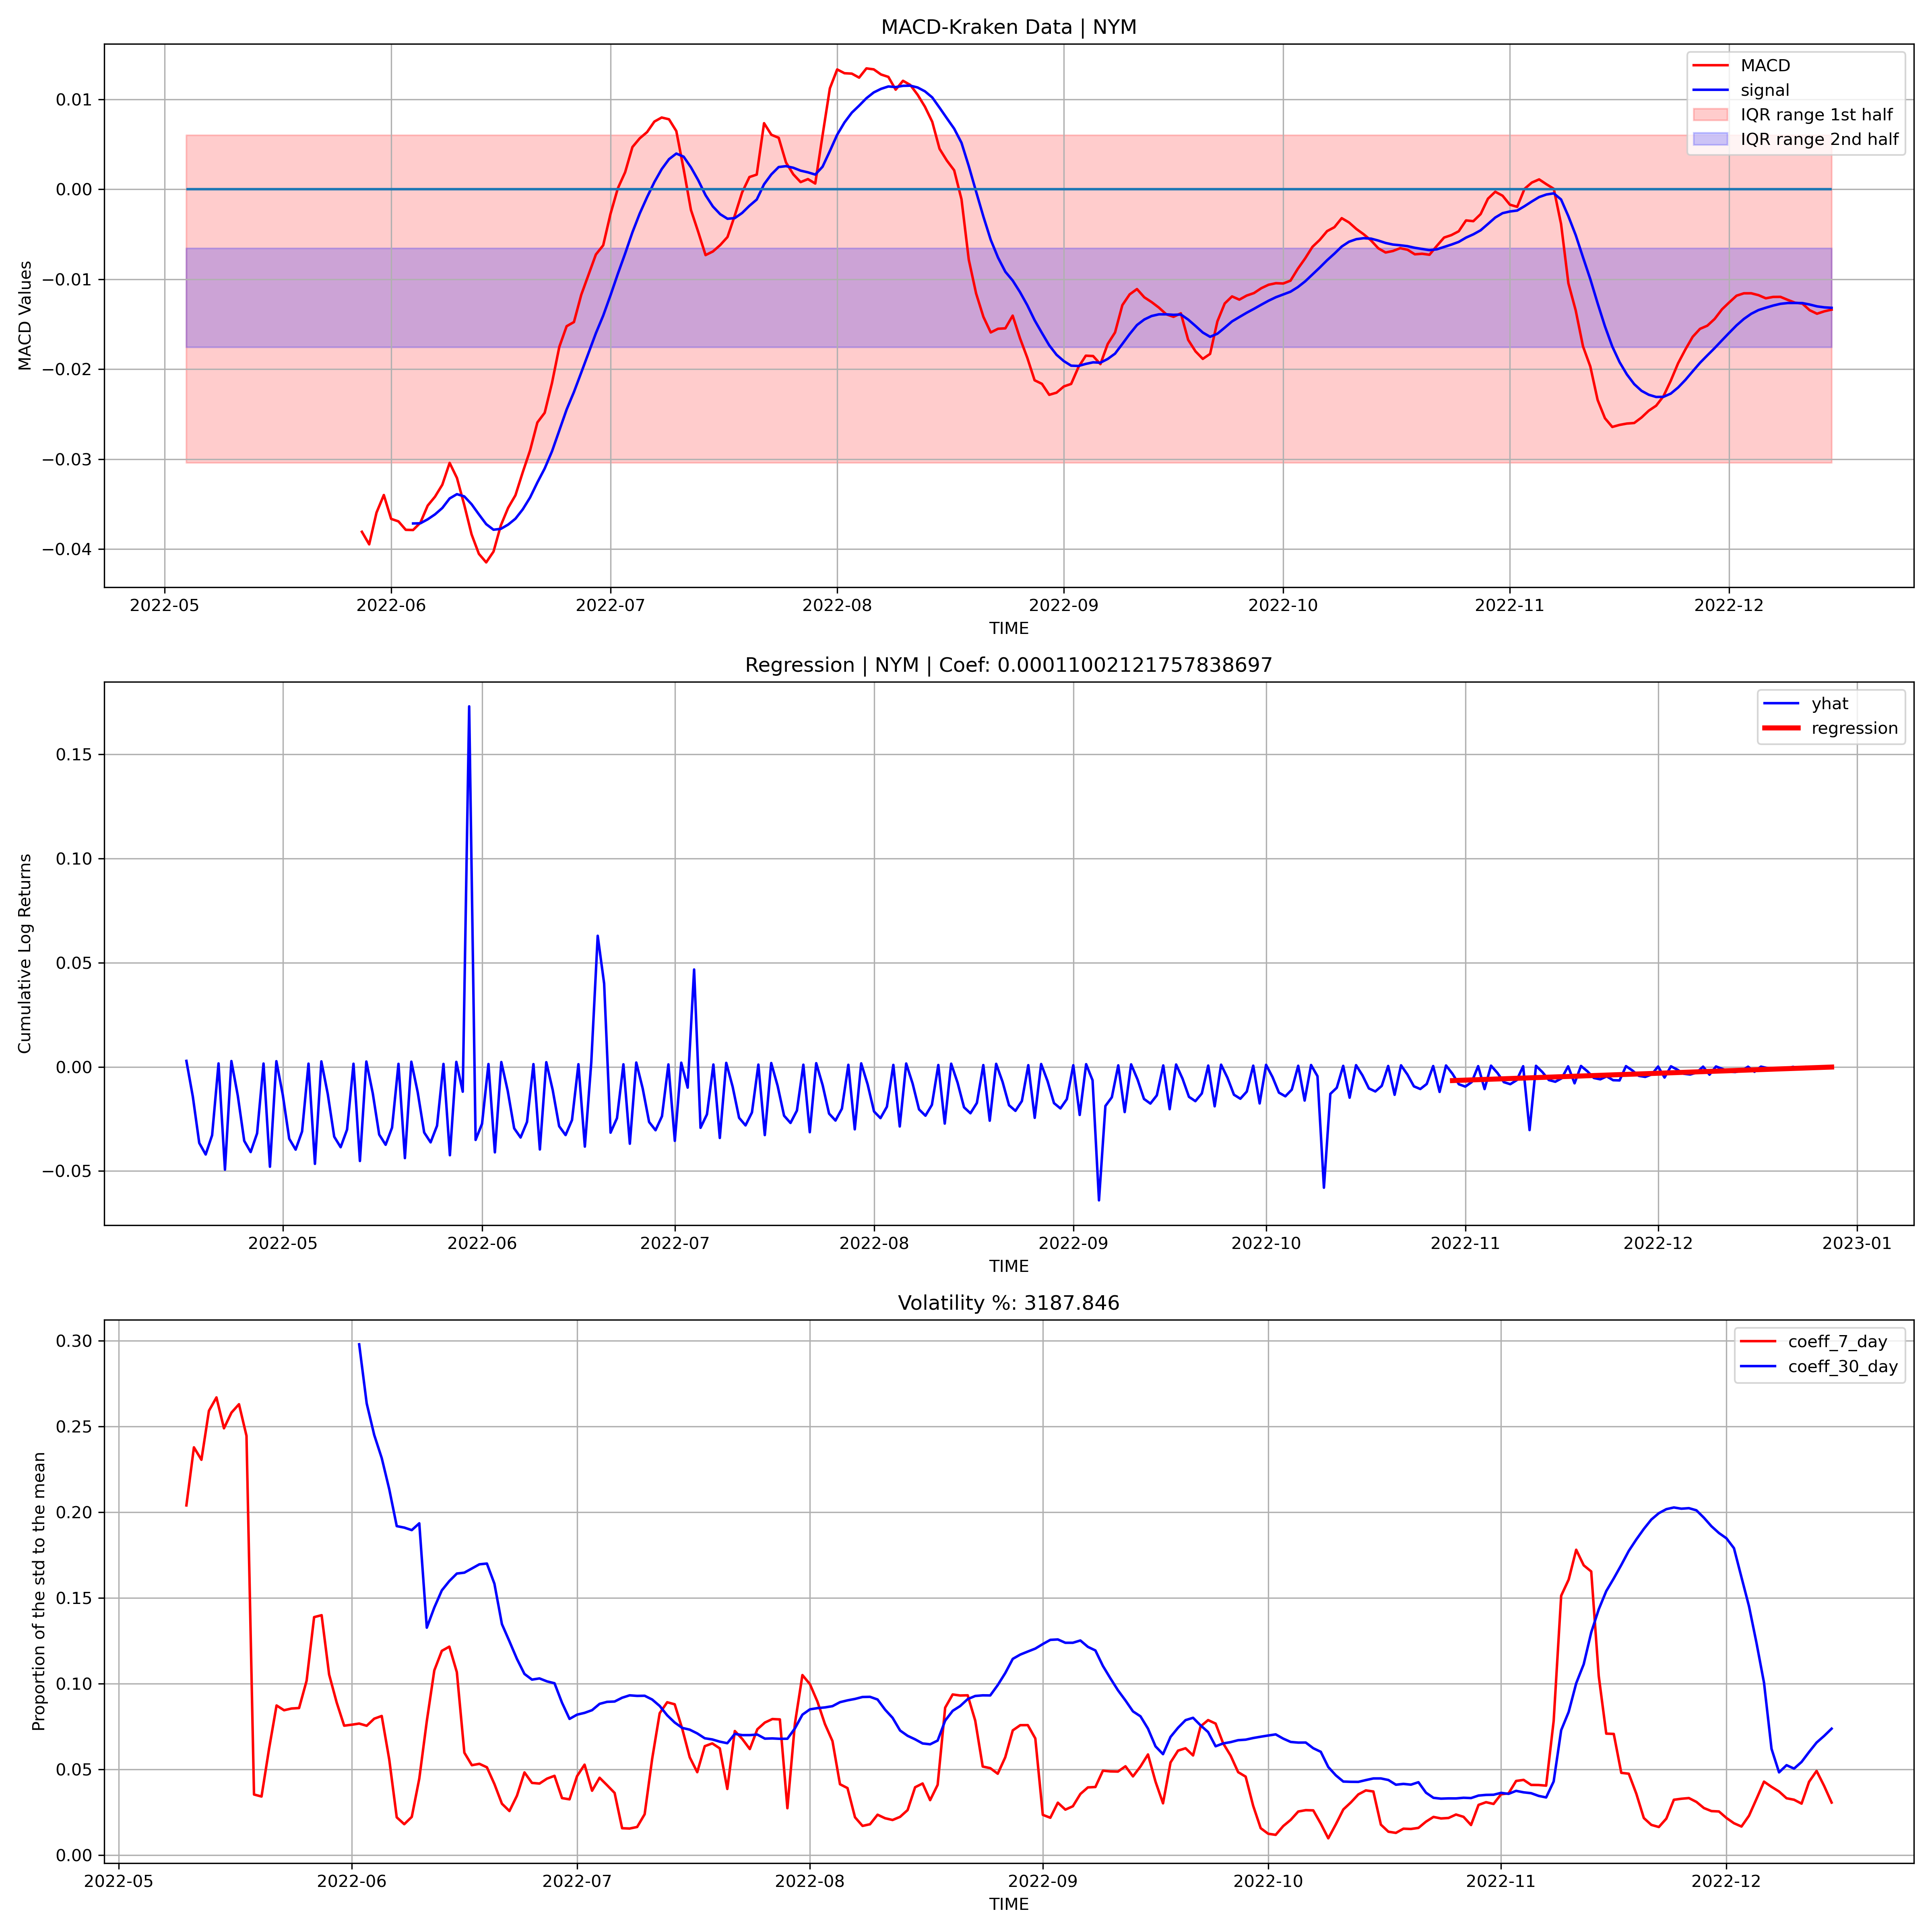 MACD-Kraken Data | NYM
MACD
signal
IQR range 1st half
IQR range 2nd half
MACD Values
0.01
0.00
−0.01
−0.02
−0.03
−0.04
2022-05 2022-06 2022-07 2022-08 2022-09 2022-10 2022-11 2022-12
TIME
Regression | NYM | Coef: 0.00011002121757838697
yhat
regression
Cumulative Log Returns
0.15
0.10
0.05
0.00
−0.05
2022-05 2022-06 2022-07 2022-08 2022-09 2022-10 2022-11 2022-12 2023-01
TIME
Volatility %: 3187.846
coeff_7_day
coeff_30_day
Proportion of the std to the mean
0.30
0.25
0.20
0.15
0.10
0.05
0.00
2022-05 2022-06 2022-07 2022-08 2022-09 2022-10 2022-11 2022-12
TIME